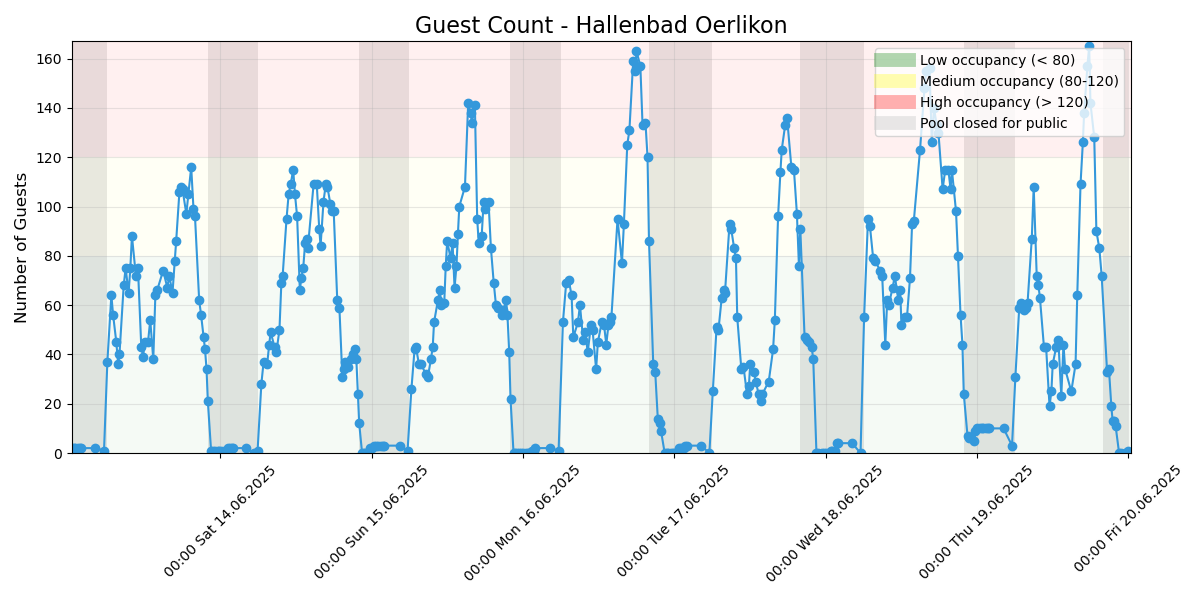 Guest Count - Hallenbad Oerlikon
Number of Guests
160
140
120
100
80
60
40
20
0
Low occupancy (< 80)
Medium occupancy (80-120)
High occupancy (> 120)
Pool closed for public
00:00 Sat 14.06.2025
00:00 Sun 15.06.2025
00:00 Mon 16.06.2025
00:00 Tue 17.06.2025
00:00 Wed 18.06.2025
00:00 Thu 19.06.2025
00:00 Fri 20.06.2025